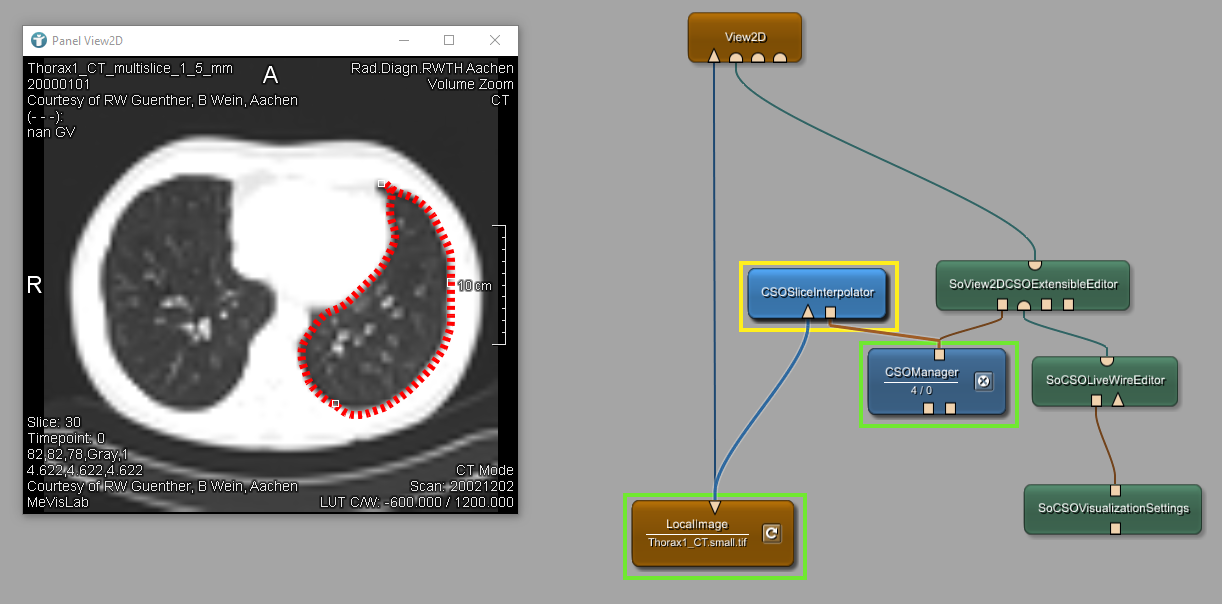 Panel View2D
Thorax1_CT_multislice_1_5_mm
20000101
Courtesy of RW Guenther, B Wein, Aachen
(- - -):
nan GV
A
Rad.Diagn.RWTH Aachen
Volume Zoom
CT
R
10 cm
Slice: 30
Timepoint: 0
82,82,78,Gray,1
4.622,4.622,4.622
Courtesy of RW Guenther, B Wein, Aachen
MeVisLab
CT Mode
Scan: 20021202
LUT C/W: -600.000 / 1200.000
View2D
CSOSliceInterpolator
SoView2DCSOExtensibleEditor
CSOManager
4 / 0
SoCSOLiveWireEditor
SoCSOVisualizationSettings
LocalImage
Thorax1_CT.small.tif